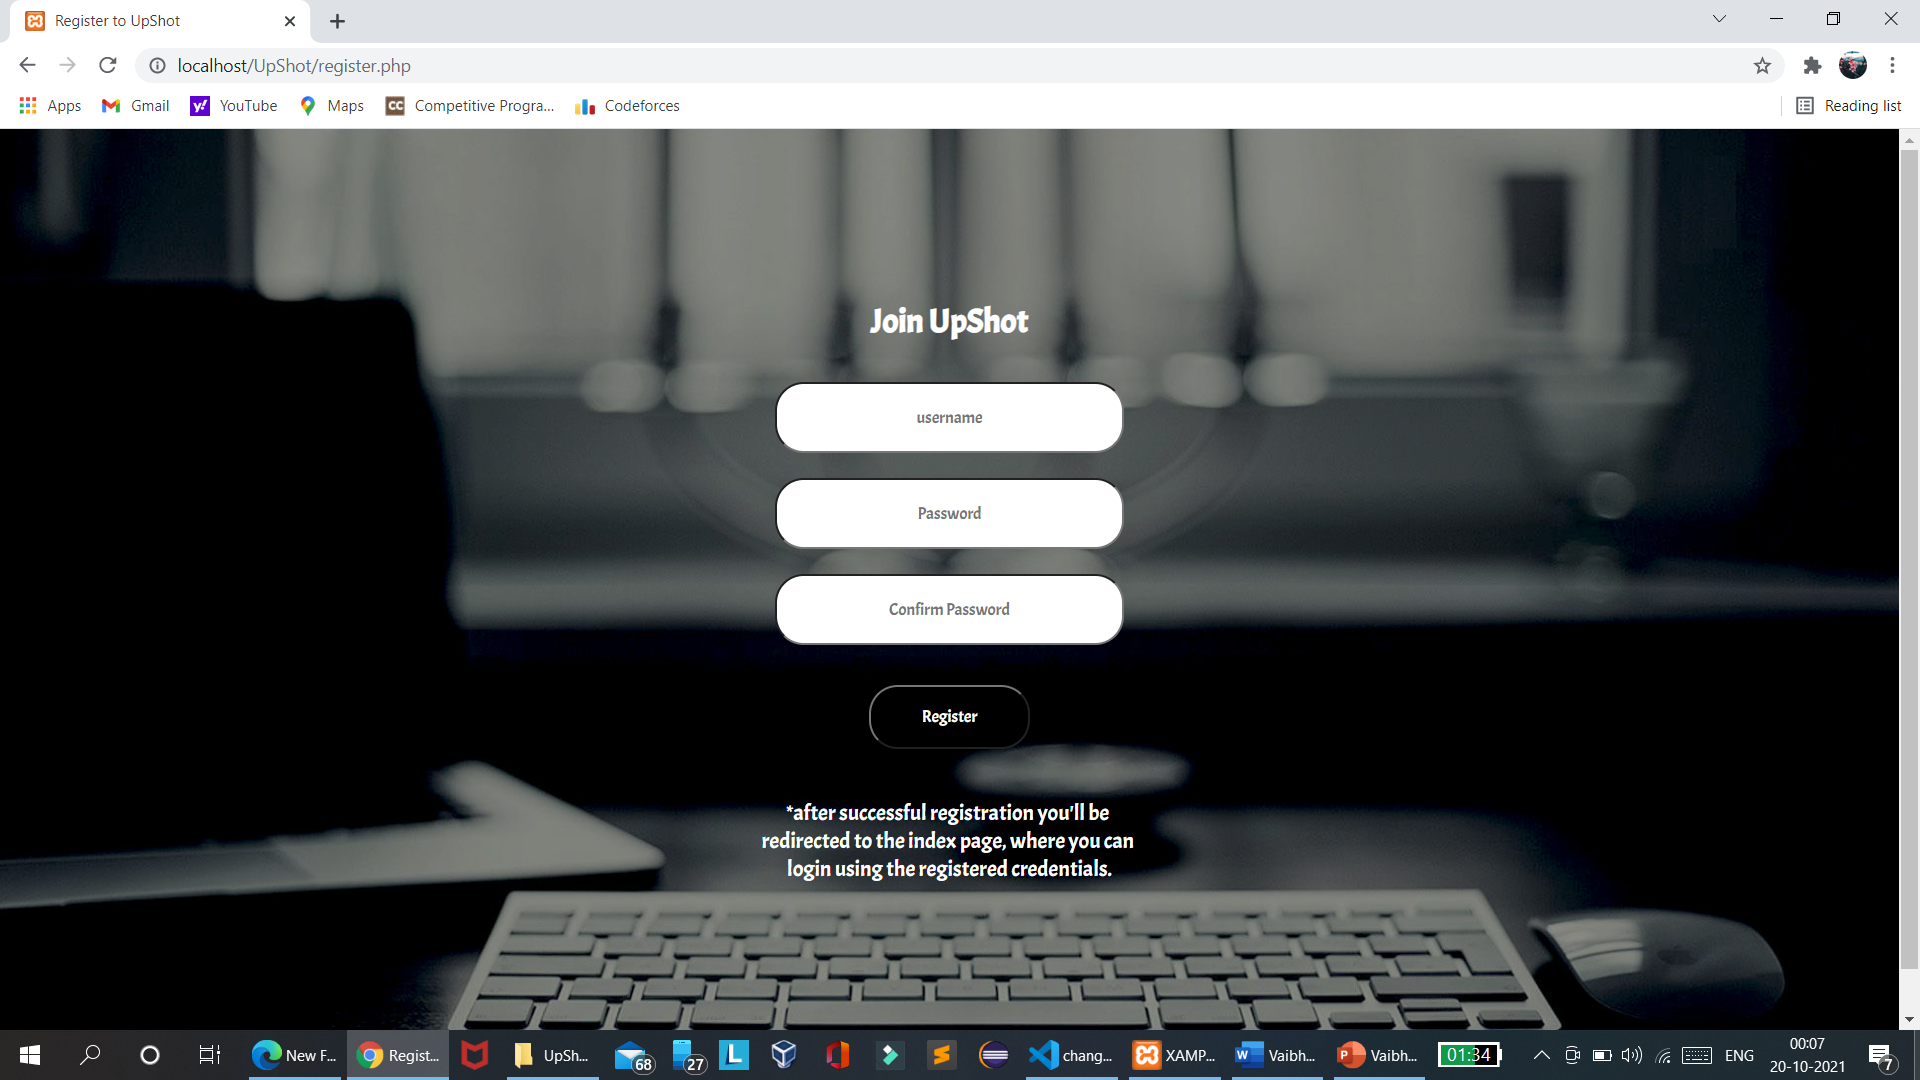 Register to UpShot
localhost/UpShot/register.php
Apps Gmail YouTube Maps Competitive Progra... Codeforces Reading list
Join UpShot
username
Password
Confirm Password
Register
*after successful registration you'll be
redirected to the index page, where you can
login using the registered credentials.
New F... Regist... UpSh... 68 27 L chang... XAMP... Vaibh... Vaibh... 01:34 ENG 00:07
20-10-2021 7